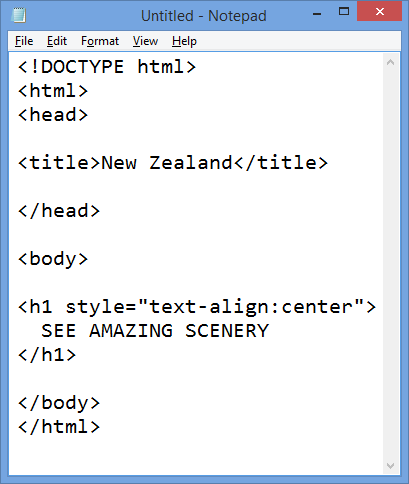 Untitled - Notepad
File Edit Format View Help
<!DOCTYPE html>
<html>
<head>
<title>New Zealand</title>
</head>
<body>
<h1 style="text-align:center">
SEE AMAZING SCENERY
</h1>
</body>
</html>